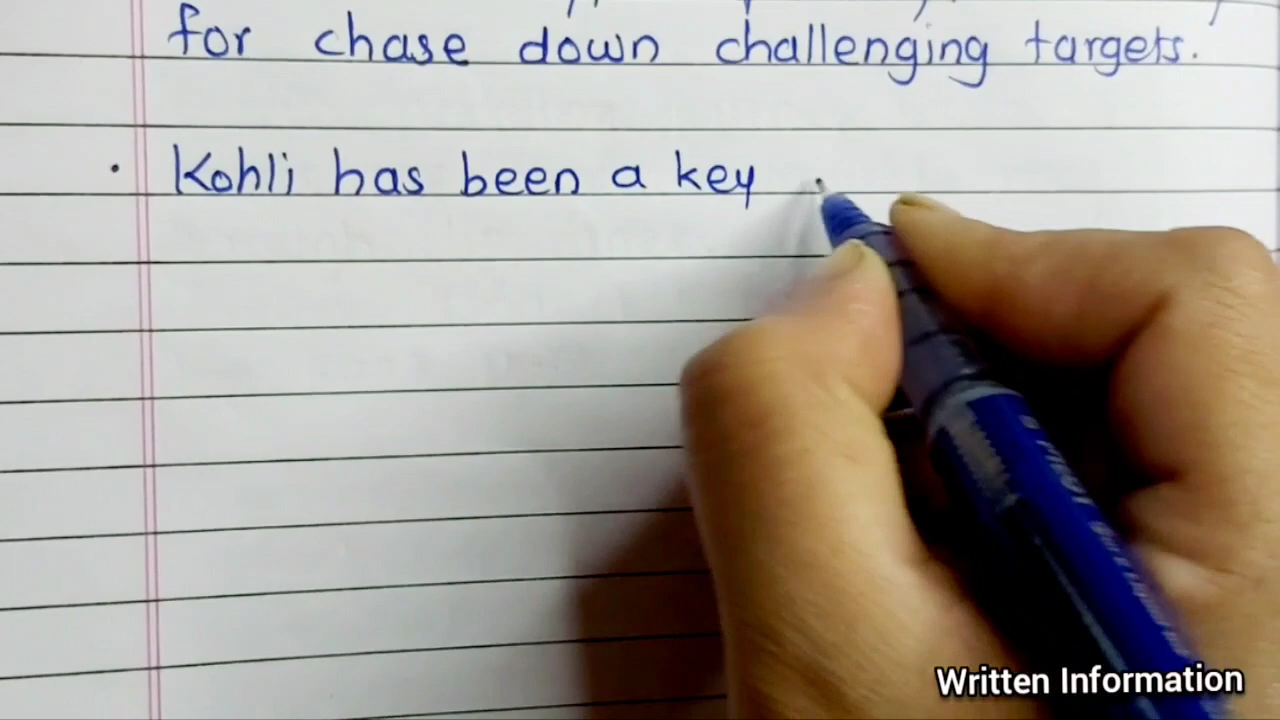 for chase down challenging targets.
· Kohli has been a key
Written Information